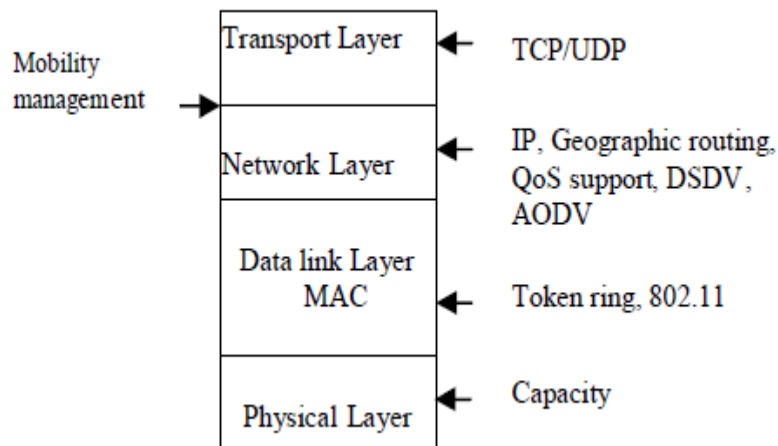 Mobility
management
Transport Layer
TCP/UDP
Network Layer
IP, Geographic routing,
QoS support, DSDV,
AODV
Data link Layer
MAC
Token ring, 802.11
Physical Layer
Capacity